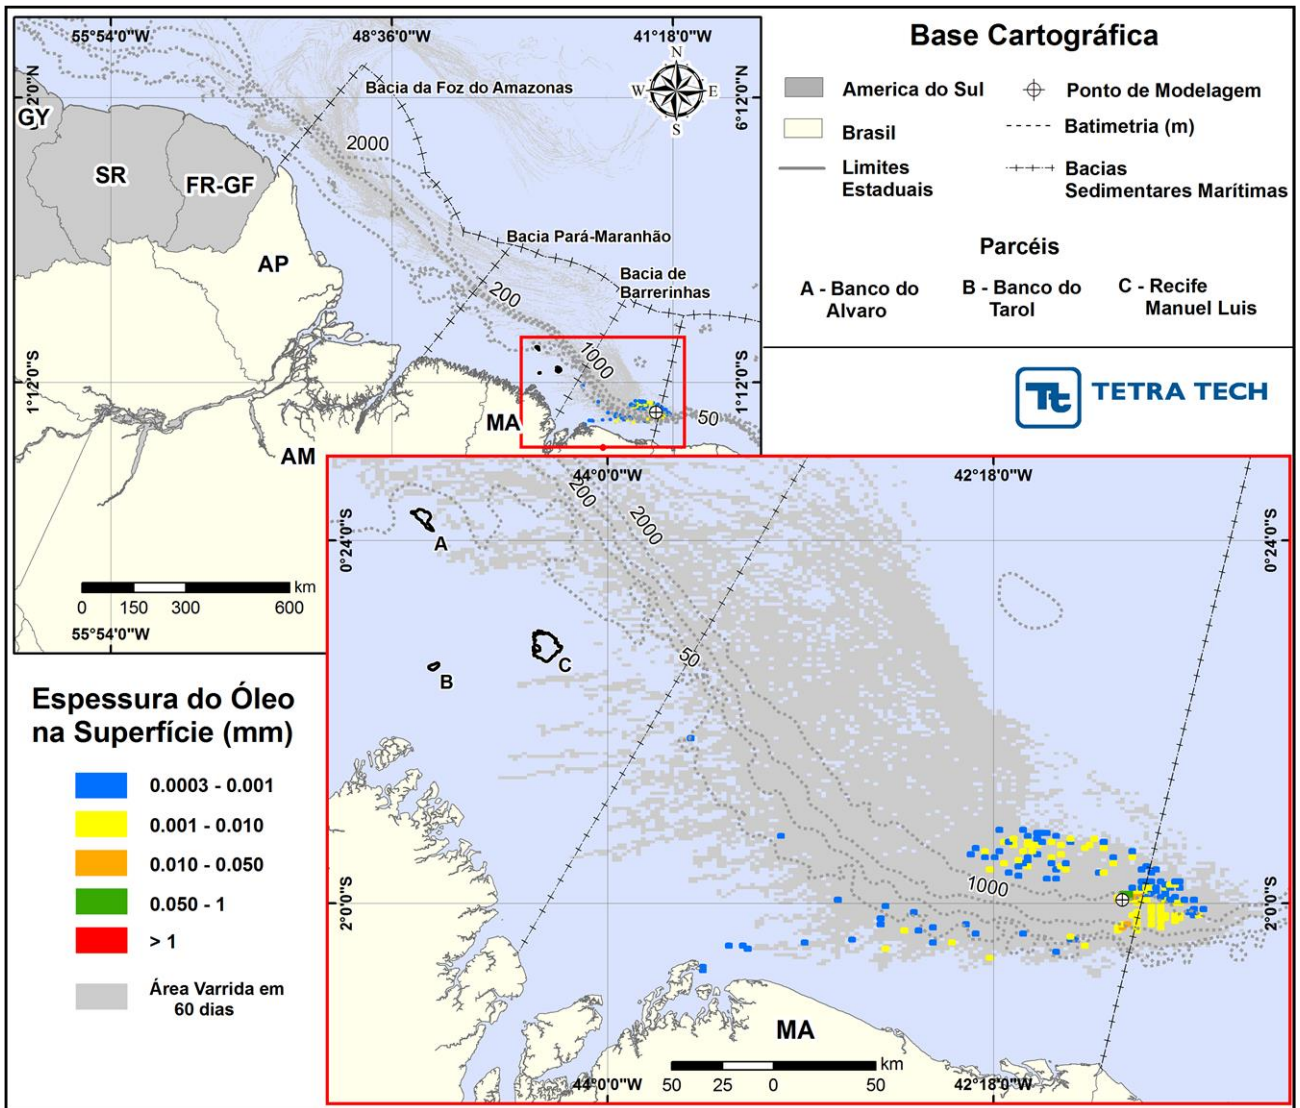 55°54'0"W
48°36'0"W
41°18'0"W
2'0"N
6°12'0"N
N
W
E
S
Bacia da Foz do Amazonas
2000
GY
SR
FR-GF
AP
Bacia Pará-Maranhão
Bacia de
Barrerinhas
200
1000
50
1°12'0"S
1°12'0"S
MA
AM
km
0 150 300 600
55°54'0"W
Base Cartográfica
America do Sul
Ponto de Modelagem
Brasil
Batimetria (m)
Limites
Estaduais
Bacias
Sedimentares Marítimas
Parcéis
A - Banco do
Alvaro
B - Banco do
Tarol
C - Recife
Manuel Luis
Tt TETRA TECH
44°0'0"W
42°18'0"W
200
2000
0°24'0"S
0°24'0"S
A
B
C
50
1000
2°0'0"S
2°0'0"S
MA
km
50 25 0 50
44°0'0"W
42°18'0"W
Espessura do Óleo
na Superfície (mm)
0.0003 - 0.001
0.001 - 0.010
0.010 - 0.050
0.050 - 1
> 1
Área Varrida em
60 dias